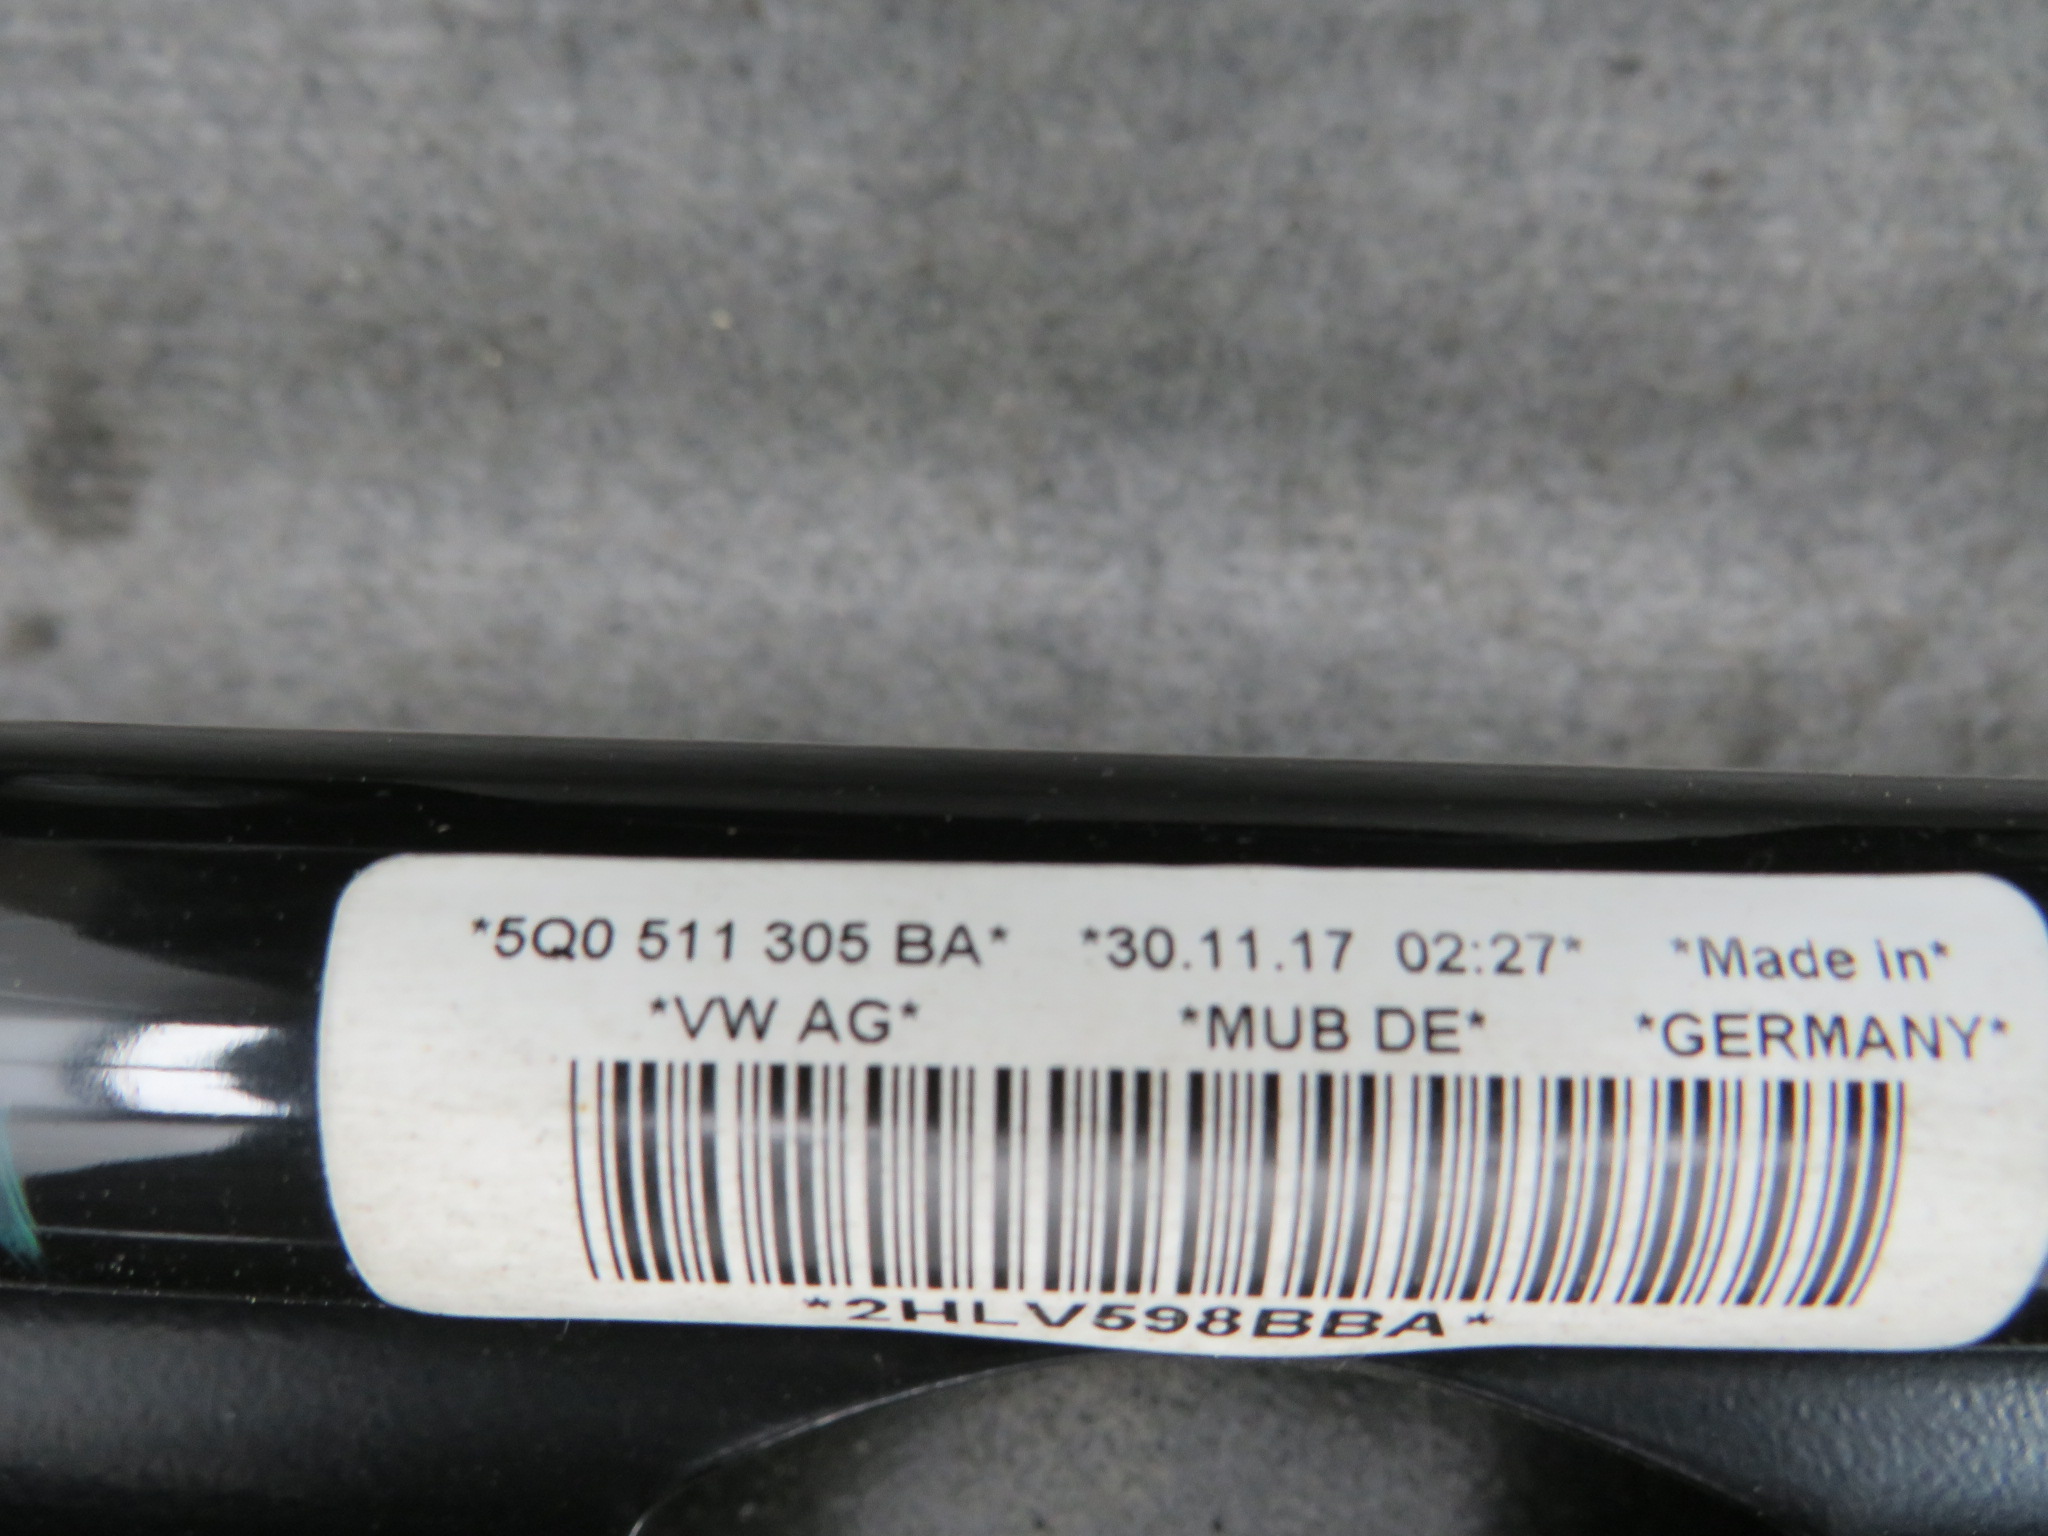 *5Q0 511 305 BA* *30.11.17 02:27* *Made in*
*VW AG* *MUB DE* *GERMANY*
*2HLV598BBA*